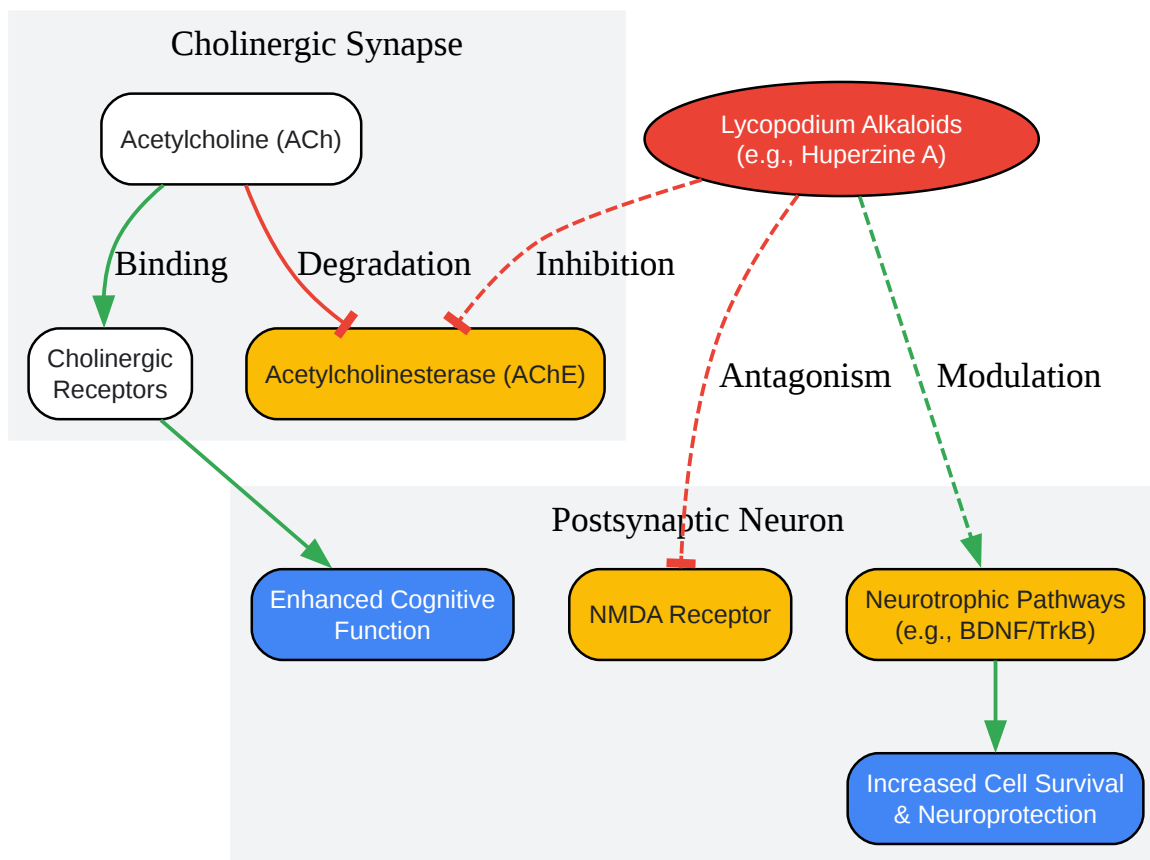 Cholinergic Synapse
Acetylcholine (ACh)
Lycopodium Alkaloids
(e.g., Huperzine A)
Binding
Degradation
Inhibition
Cholinergic
Receptors
Acetylcholinesterase (AChE)
Antagonism
Modulation
Postsynaptic Neuron
Enhanced Cognitive
Function
NMDA Receptor
Neurotrophic Pathways
(e.g., BDNF/TrkB)
Increased Cell Survival
& Neuroprotection